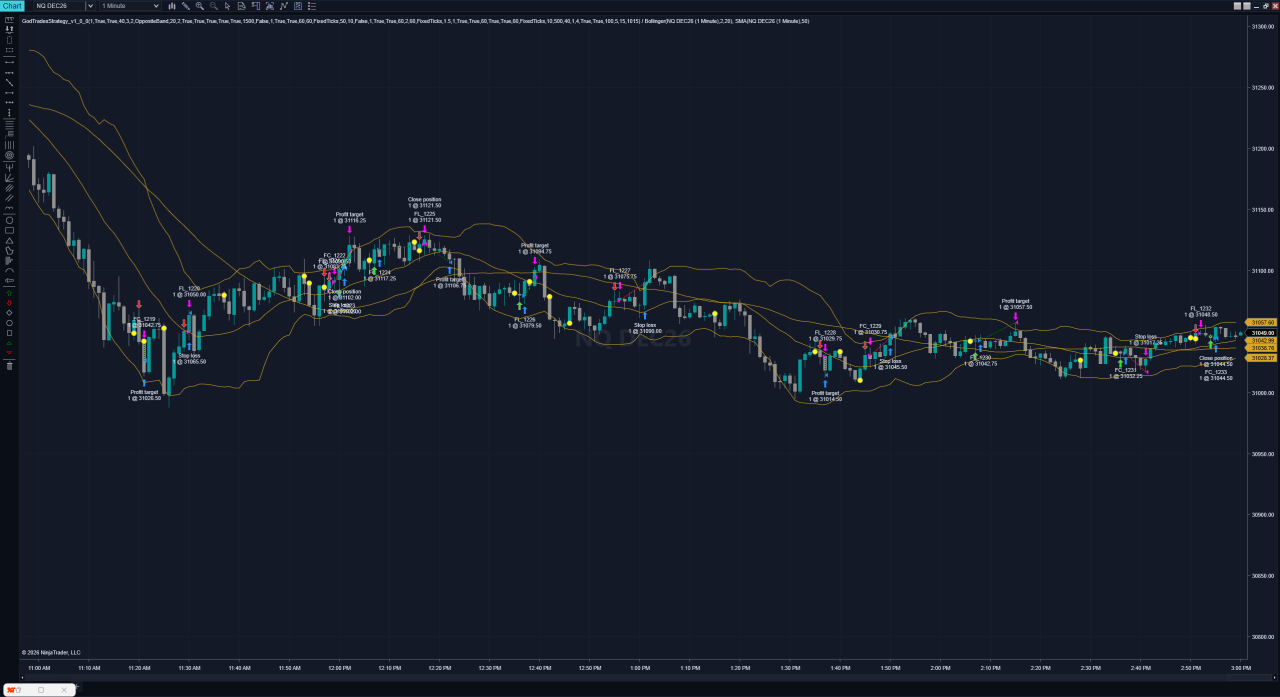 Chart
NQ DEC26
1 Minute
GodTradesStrategy_v1_0_0(1,True,True,40,3,2,OppositeBand,20,2,True,True,True,True,True,1500,False,1,True,True,60,60,FixedTicks,50,10,False,1,True,True,60,2,60,FixedTicks,1.5,1,True,True,60,True,True,60,FixedTicks,10,500,40,1,4,True,True,100,5,15,1015) / Bollinger(NQ DEC26 (1 Minute),2,20), SMA(NQ DEC26 (1 Minute),50)
31300.00
31250.00
31200.00
31150.00
31100.00
31057.60
31049.00
31042.99
31036.70
31028.37
31000.00
30950.00
30900.00
30850.00
30800.00
NQ DEC26
FC_1219
1 @ 31042.75
Profit target
1 @ 31026.50
1 @ 31050.00
Stop loss
1 @ 31065.50
Profit target
1 @ 31116.25
FC_1222
Close position
1 @ 31102.00
1 @ 31117.25
Close position
1 @ 31121.50
FL_1225
1 @ 31121.50
Profit target
1 @ 31106.75
Profit target
1 @ 31094.75
FL_1226
1 @ 31079.50
FL_1227
1 @ 31075.75
Stop loss
1 @ 31090.00
FL_1228
1 @ 31029.75
Profit target
1 @ 31014.50
FC_1229
1 @ 31030.75
Stop loss
1 @ 31045.50
Profit target
1 @ 31057.50
1 @ 31042.75
FC_1231
1 @ 31032.25
Stop loss
FL_1232
1 @ 31048.50
Close position
1 @ 31044.50
FC_1233
1 @ 31044.50
© 2026 NinjaTrader, LLC
11:00 AM
11:10 AM
11:20 AM
11:30 AM
11:40 AM
11:50 AM
12:00 PM
12:10 PM
12:20 PM
12:30 PM
12:40 PM
12:50 PM
1:00 PM
1:10 PM
1:20 PM
1:30 PM
1:40 PM
1:50 PM
2:00 PM
2:10 PM
2:20 PM
2:30 PM
2:40 PM
2:50 PM
3:00 PM